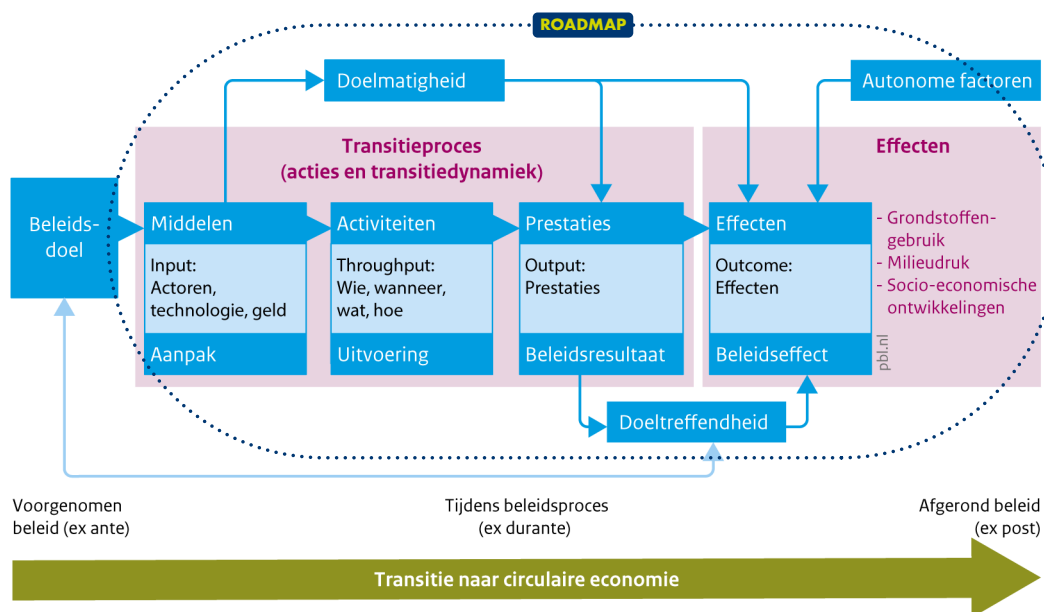 ROADMAP
Doelmatigheid
Autonome factoren
Transitieproces
(acties en transitiedynamiek)
Effecten
Beleids-
doel
Middelen
Input:
Actoren,
technologie, geld
Aanpak
Activiteiten
Throughput:
Wie, wanneer,
wat, hoe
Uitvoering
Prestaties
Output:
Prestaties
Beleidsresultaat
Effecten
Outcome:
Effecten
Beleidseffect
- Grondstoffen-
gebruik
- Milieudruk
- Socio-economische
ontwikkelingen
pbl.nl
Doeltreffendheid
Voorgenomen
beleid (ex ante)
Tijdens beleidsproces
(ex durante)
Afgerond beleid
(ex post)
Transitie naar circulaire economie